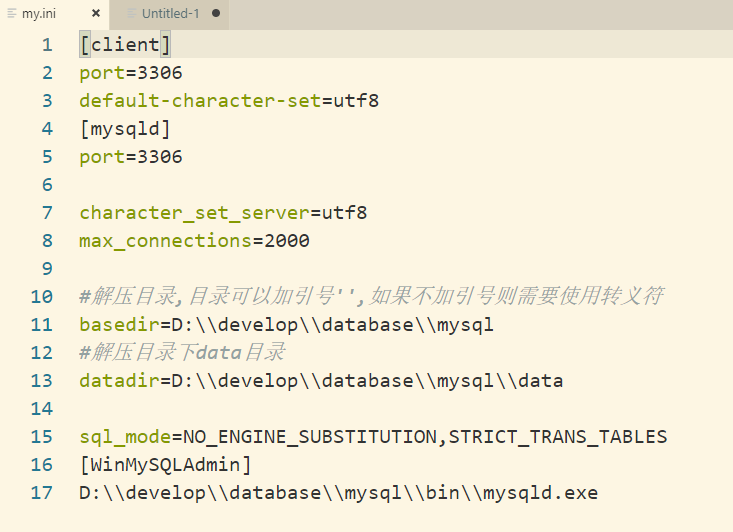 my.ini × Untitled-1 ●
1 [client]
2 port=3306
3 default-character-set=utf8
4 [mysqld]
5 port=3306
6
7 character_set_server=utf8
8 max_connections=2000
9
10 #解压目录,目录可以加引号'',如果不加引号则需要使用转义符
11 basedir=D:\\develop\\database\\mysql
12 #解压目录下data目录
13 datadir=D:\\develop\\database\\mysql\\data
14
15 sql_mode=NO_ENGINE_SUBSTITUTION,STRICT_TRANS_TABLES
16 [WinMySQLAdmin]
17 D:\\develop\\database\\mysql\\bin\\mysqld.exe